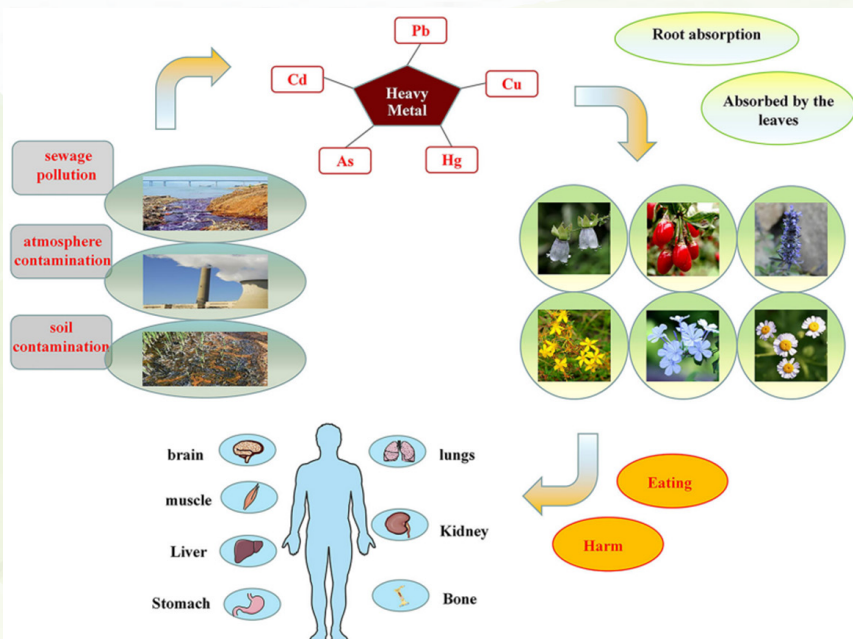 Pb
Cd
Heavy
Metal
Cu
As
Hg
Root absorption
Absorbed by the
leaves
sewage
pollution
atmosphere
contamination
soil
contamination
Eating
Harm
brain
muscle
Liver
Stomach
lungs
Kidney
Bone